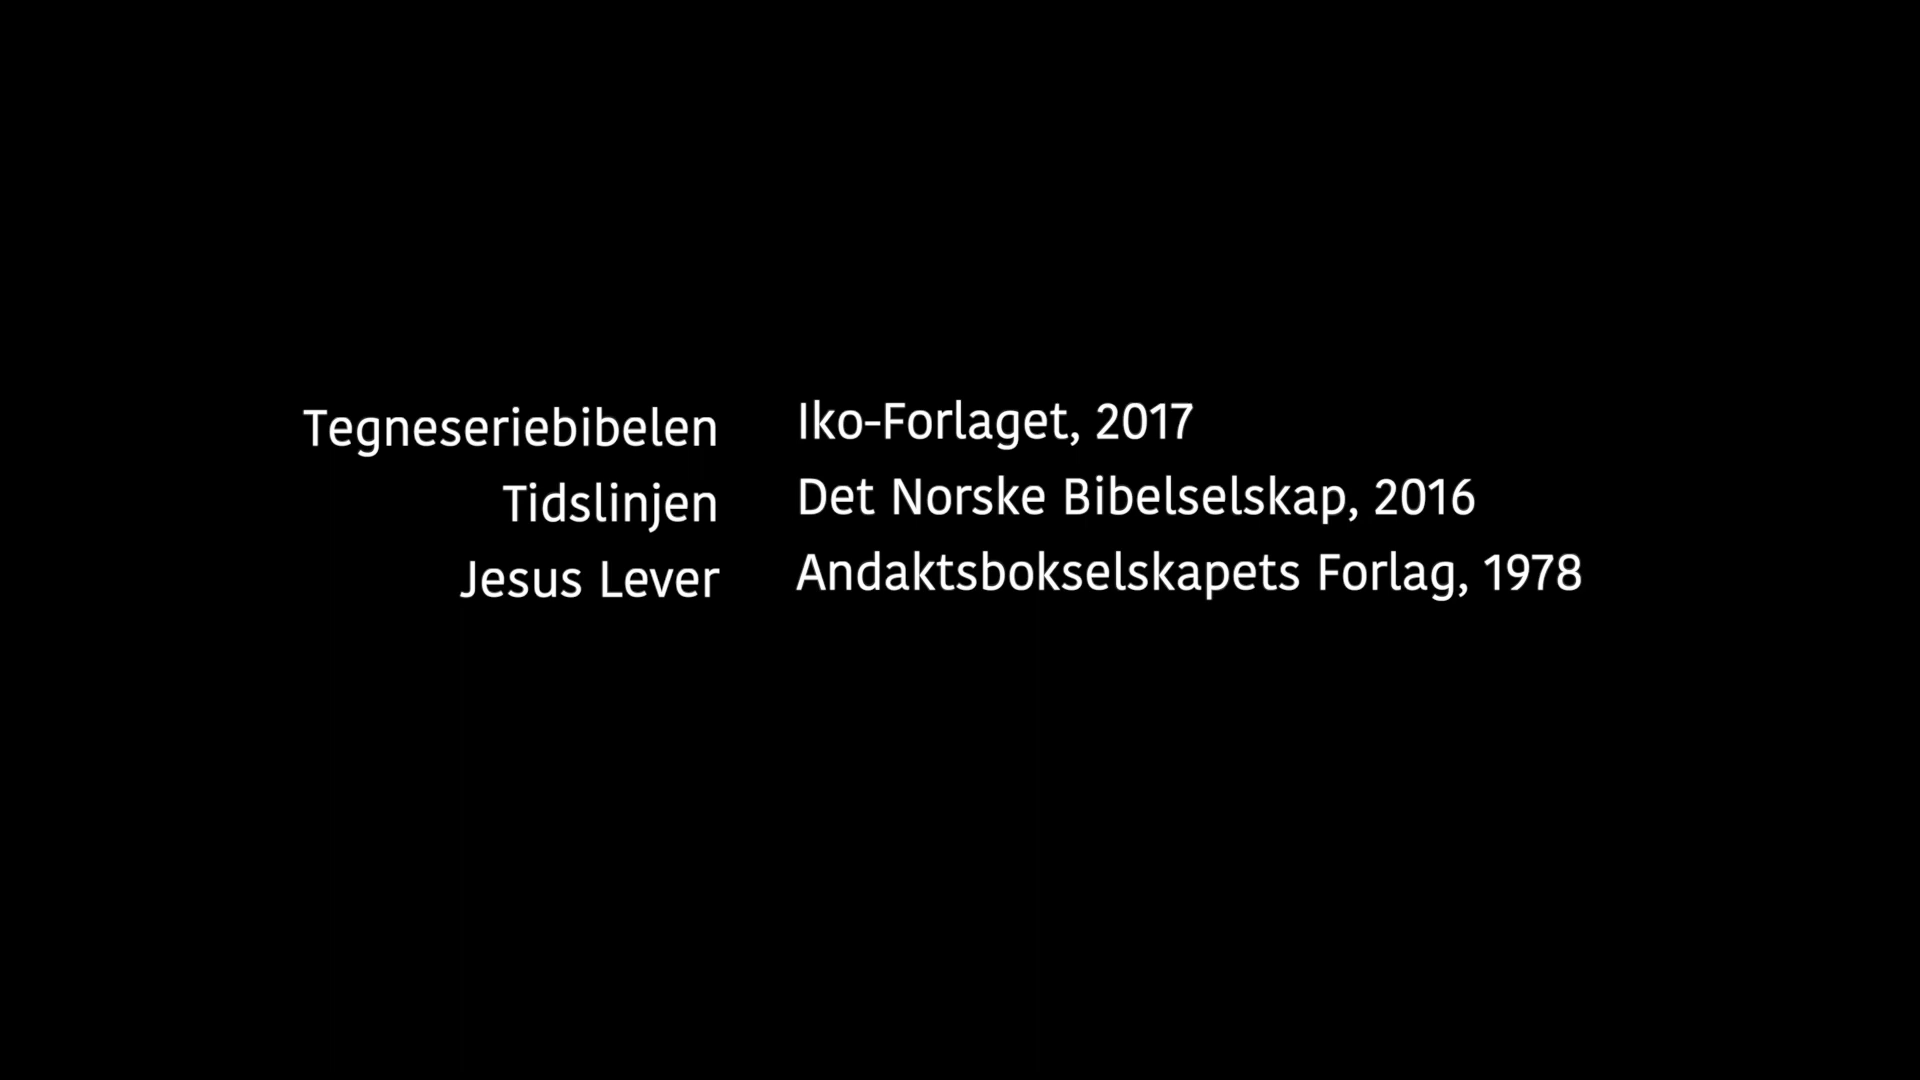 Tegneseriebibelen Iko-Forlaget, 2017
Tidslinjen Det Norske Bibelselskap, 2016
Jesus Lever Andaktsbokselskapets Forlag, 1978